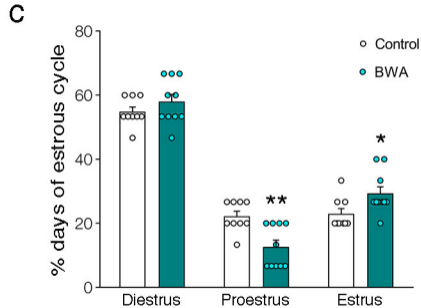 C
% days of estrous cycle
80
60
40
20
0
Control
BWA
**
*
Diestrus Proestrus Estrus